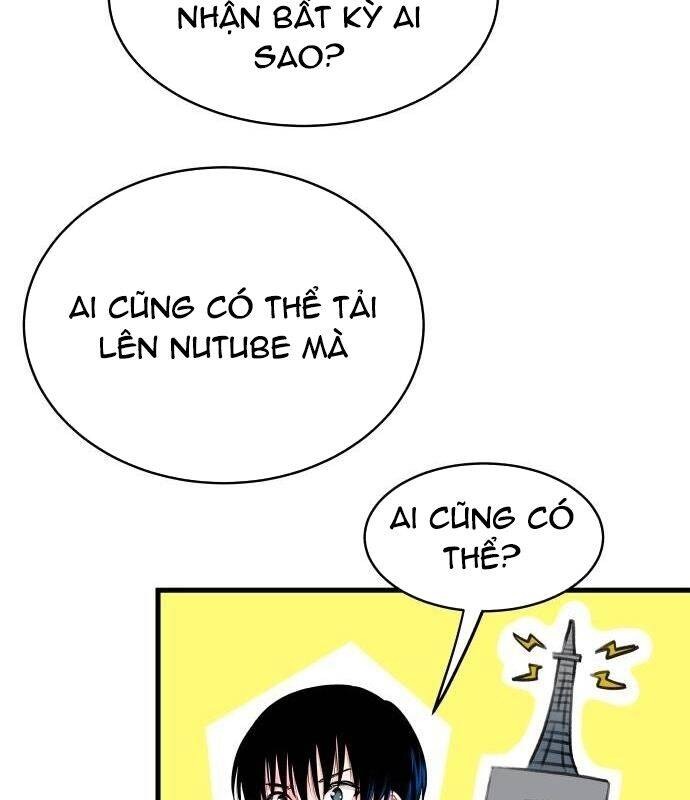 NHẬN BẤT KỲ AI
SAO?
AI CŨNG CÓ THỂ TẢI
LÊN NUTUBE MÀ
AI CŨNG CÓ
THỂ?